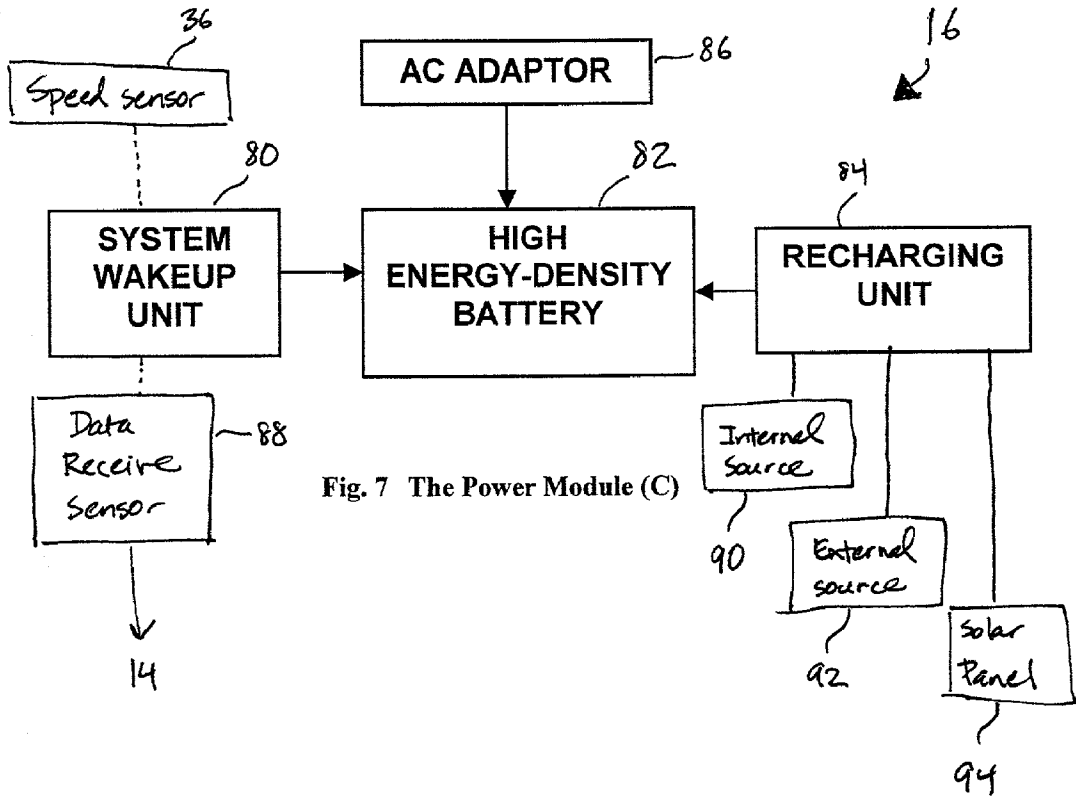 36
Speed sensor
AC ADAPTOR
86
16
80
SYSTEM
WAKEUP
UNIT
82
HIGH
ENERGY-DENSITY
BATTERY
84
RECHARGING
UNIT
Data
Receive
Sensor
88
14
Internal
Source
90
External
source
92
Solar
Panel
94
Fig. 7 The Power Module (C)